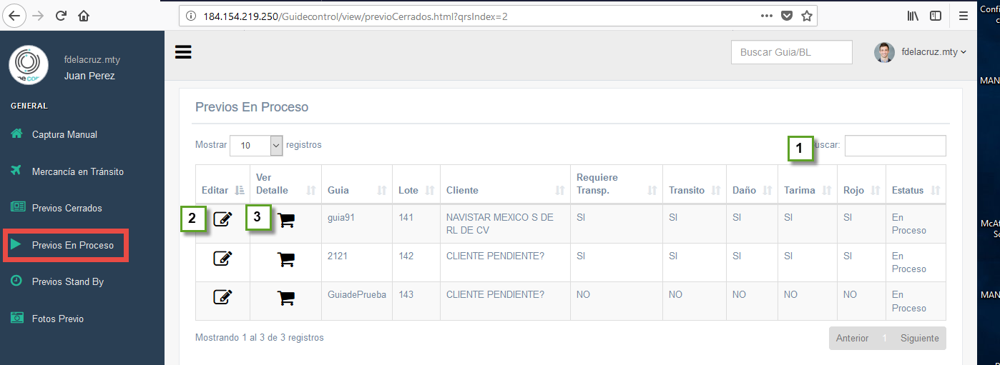 184.154.219.250/Guidecontrol/view/previoCerrados.html?qrsIndex=2
fdelacruz.mty
Juan Perez
GENERAL
Captura Manual
Mercancía en Tránsito
Previos Cerrados
Previos En Proceso
Previos Stand By
Fotos Previo
Buscar Guia/BL
fdelacruz.mty
Previos En Proceso
Mostrar 10 registros
1 uscar:
Editar Ver Detalle Guia Lote Cliente Requiere Transp. Transito Daño Tarima Rojo Estatus
2 3 guia91 141 NAVISTAR MEXICO S DE RL DE CV SI SI SI SI SI En Proceso
2121 142 CLIENTE PENDIENTE? SI SI SI SI SI En Proceso
GuiadePrueba 143 CLIENTE PENDIENTE? NO NO NO NO NO En Proceso
Mostrando 1 al 3 de 3 registros
Anterior 1 Siguiente
Confi
MAN
McAf
MAN